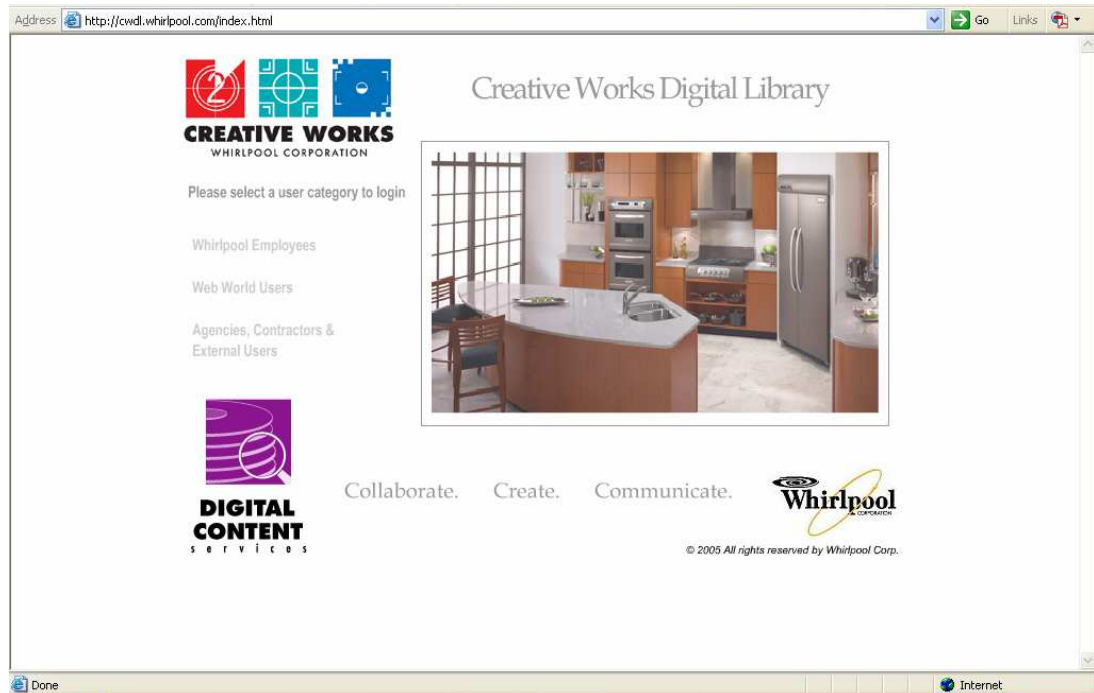 Address http://cwdl.whirlpool.com/index.html Go Links
2
CREATIVE WORKS
WHIRLPOOL CORPORATION
Creative Works Digital Library
Please select a user category to login
Whirlpool Employees
Web World Users
Agencies, Contractors &
External Users
DIGITAL
CONTENT
services
Collaborate. Create. Communicate.
Whirlpool
CORPORATION
© 2005 All rights reserved by Whirlpool Corp.
Done Internet